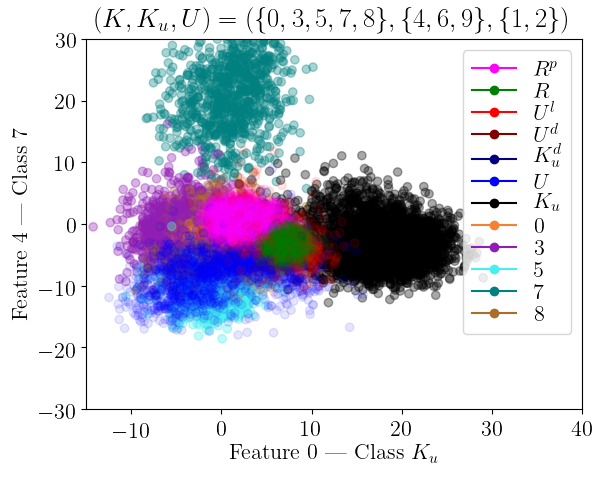 (K, K_u, U) = ({0, 3, 5, 7, 8}, {4, 6, 9}, {1, 2})
Feature 4 — Class 7
30
20
10
0
−10
−20
−30
R^p
R
U^l
U^d
K_u^d
U
K_u
0
3
5
7
8
−10
0
10
20
30
40
Feature 0 — Class K_u